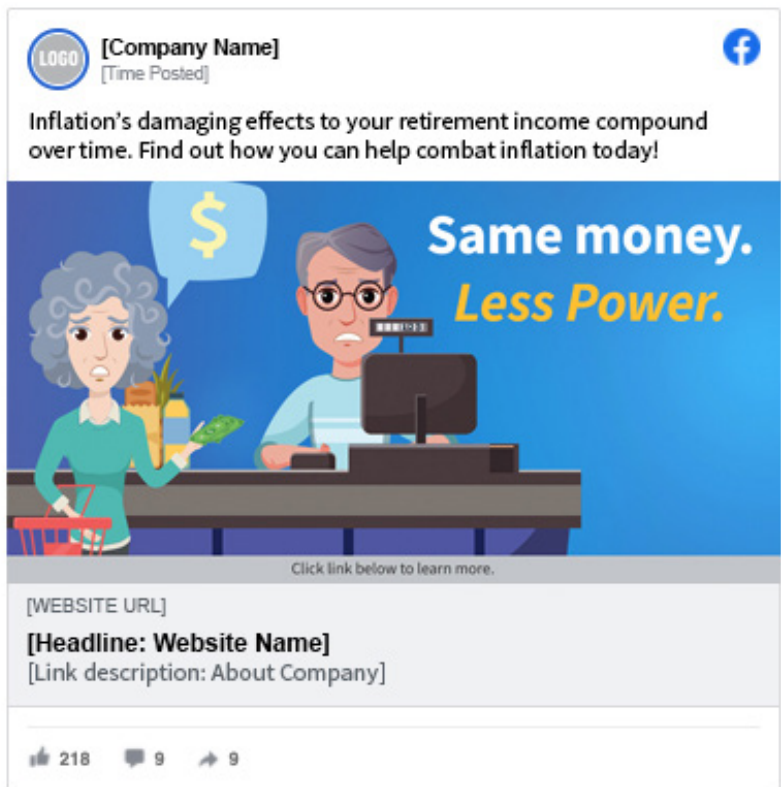 LOGO
[Company Name]
[Time Posted]
Inflation's damaging effects to your retirement income compound
over time. Find out how you can help combat inflation today!
$
Same money.
Less Power.
Click link below to learn more.
[WEBSITE URL]
[Headline: Website Name]
[Link description: About Company]
218
9
9